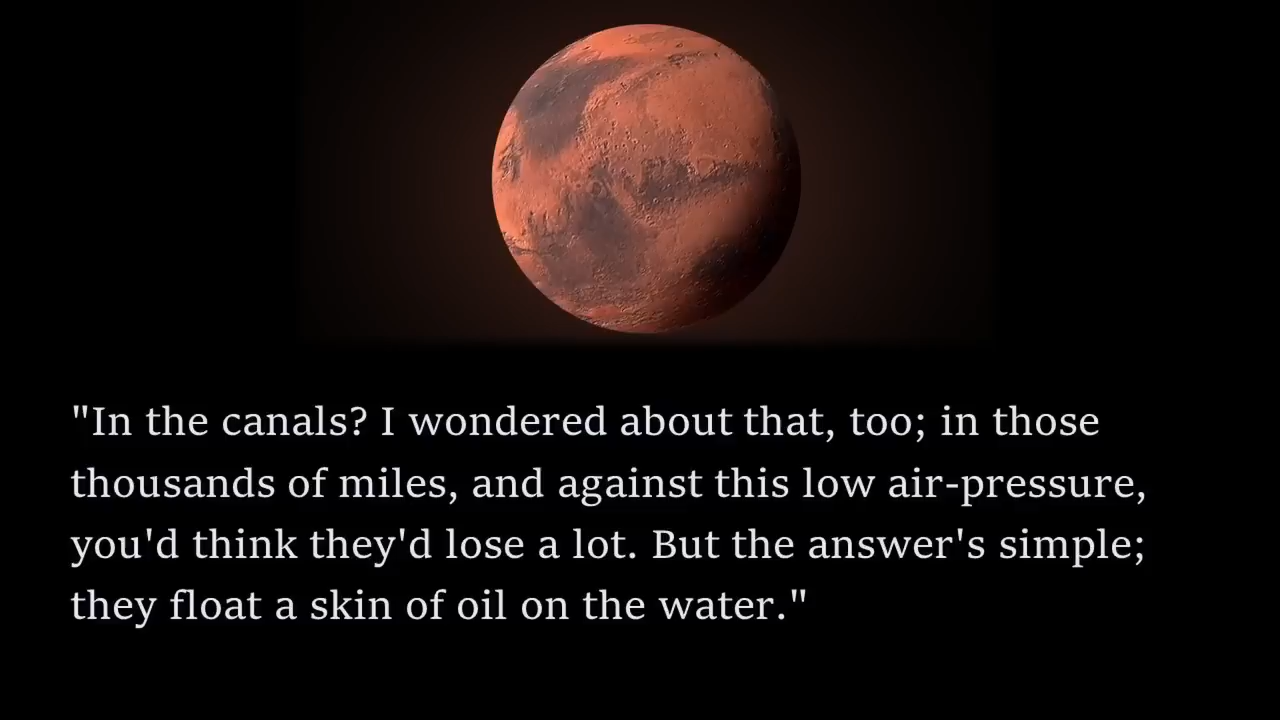 "In the canals? I wondered about that, too; in those
thousands of miles, and against this low air-pressure,
you'd think they'd lose a lot. But the answer's simple;
they float a skin of oil on the water."